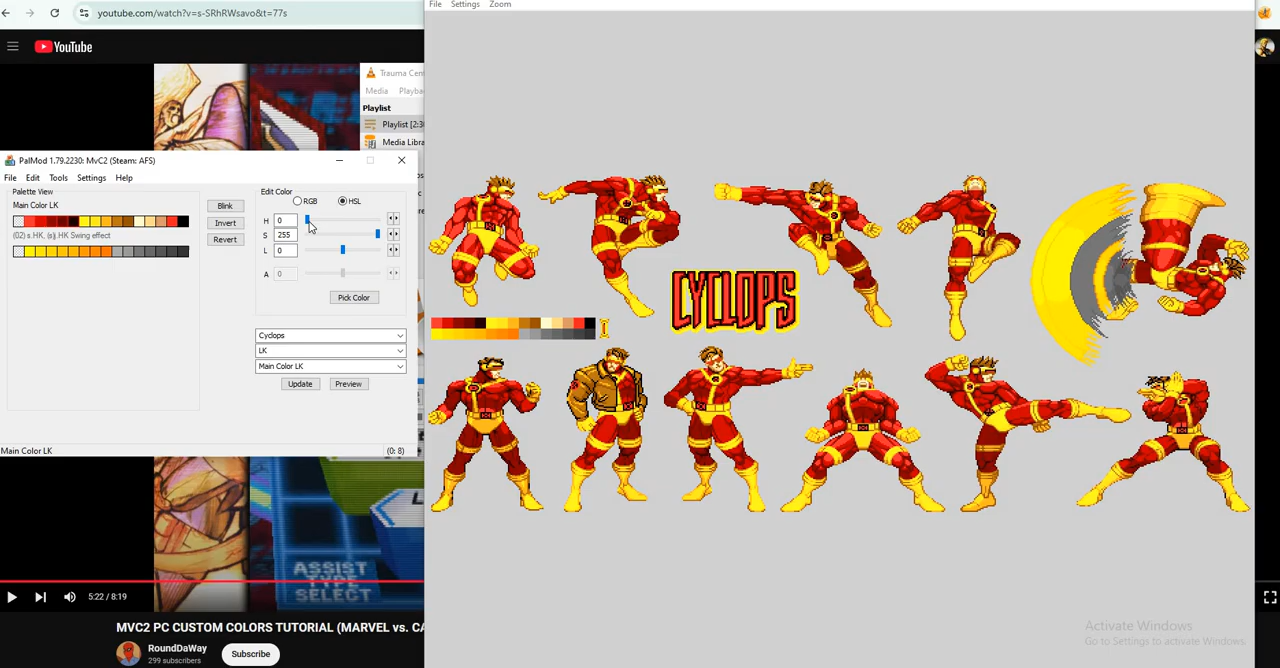 youtube.com/watch?v=s-SRhRWsavo&t=77s
File Settings Zoom
YouTube
Trauma Cen
Media Playba
Playlist
Playlist [2:3
Media Libra
PalMod 1.79.2230: MvC2 (Steam: AFS)
File Edit Tools Settings Help
Palette View
Main Color LK
(02) s.HK, (s)j.HK Swing effect
Blink
Invert
Revert
Edit Color
RGB HSL
H 0
S 255
L 0
A 0
Pick Color
Cyclops
LK
Main Color LK
Update Preview
Main Color LK (0: 8)
CYCLOPS
ASSIST
TYPE
SELECT
5:22 / 8:19
MVC2 PC CUSTOM COLORS TUTORIAL (MARVEL vs. CA
RoundDaWay
299 subscribers
Subscribe
Activate Windows
Go to Settings to activate Windows.